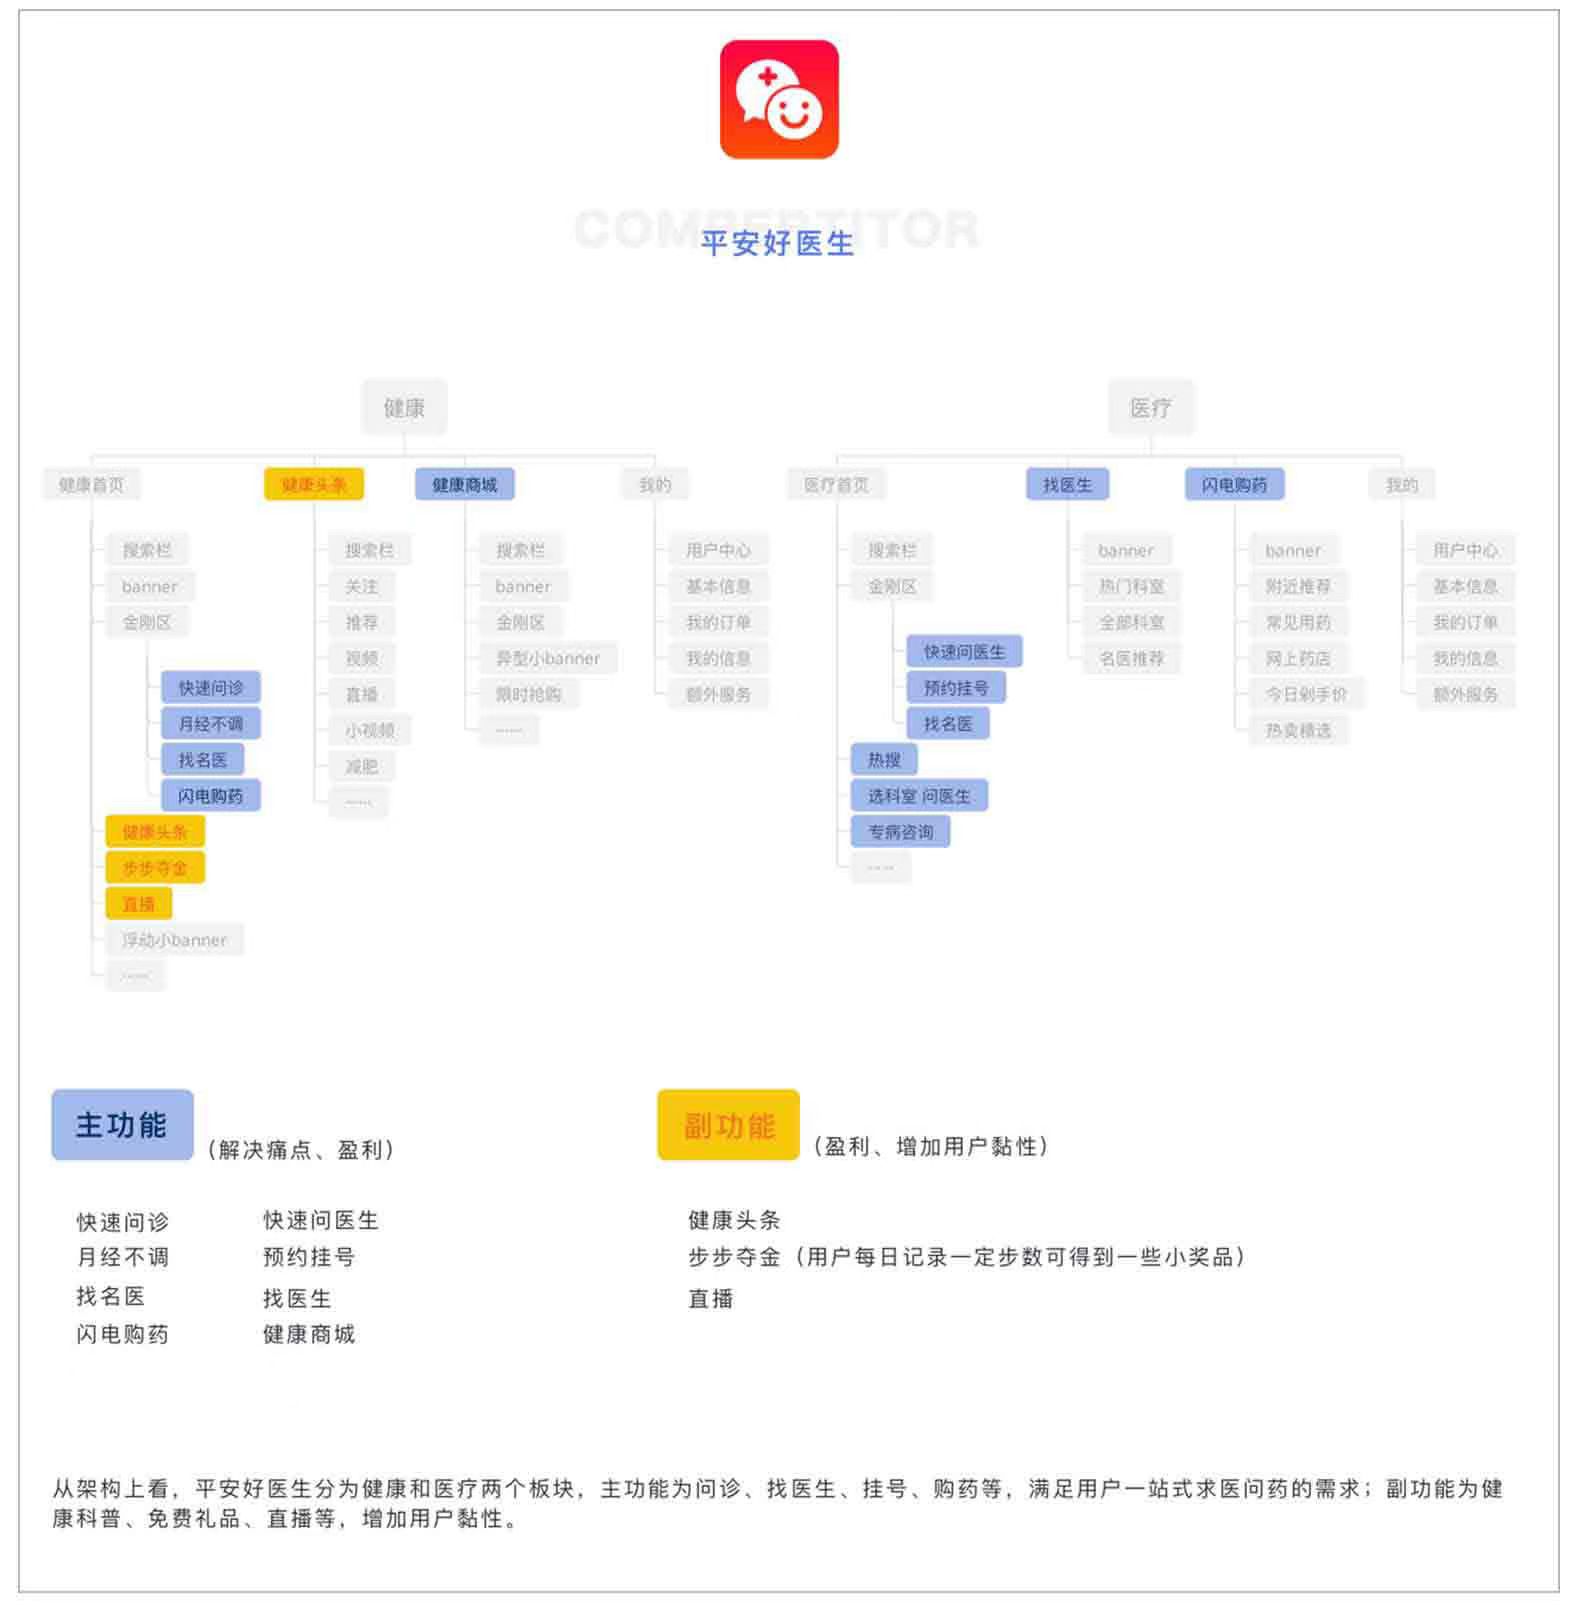 COMPERTITOR
平安好医生
健康
健康首页
搜索栏
banner
金刚区
快速问诊
月经不调
找名医
闪电购药
健康头条
步步夺金
直播
浮动小banner
......
健康头条
搜索栏
关注
推荐
视频
直播
小视频
减肥
......
健康商城
搜索栏
banner
金刚区
异型小banner
限时抢购
......
我的
用户中心
基本信息
我的订单
我的信息
额外服务
医疗
医疗首页
搜索栏
金刚区
快速问医生
预约挂号
找名医
热搜
选科室 问医生
专病咨询
......
找医生
banner
热门科室
全部科室
名医推荐
闪电购药
banner
附近推荐
常见用药
网上药店
今日剁手价
热卖精选
我的
用户中心
基本信息
我的订单
我的信息
额外服务
主功能
（解决痛点、盈利）
快速问诊
月经不调
找名医
闪电购药
快速问医生
预约挂号
找医生
健康商城
副功能
（盈利、增加用户黏性）
健康头条
步步夺金（用户每日记录一定步数可得到一些小奖品）
直播
从架构上看，平安好医生分为健康和医疗两个板块，主功能为问诊、找医生、挂号、购药等，满足用户一站式求医问药的需求；副功能为健
康科普、免费礼品、直播等，增加用户黏性。